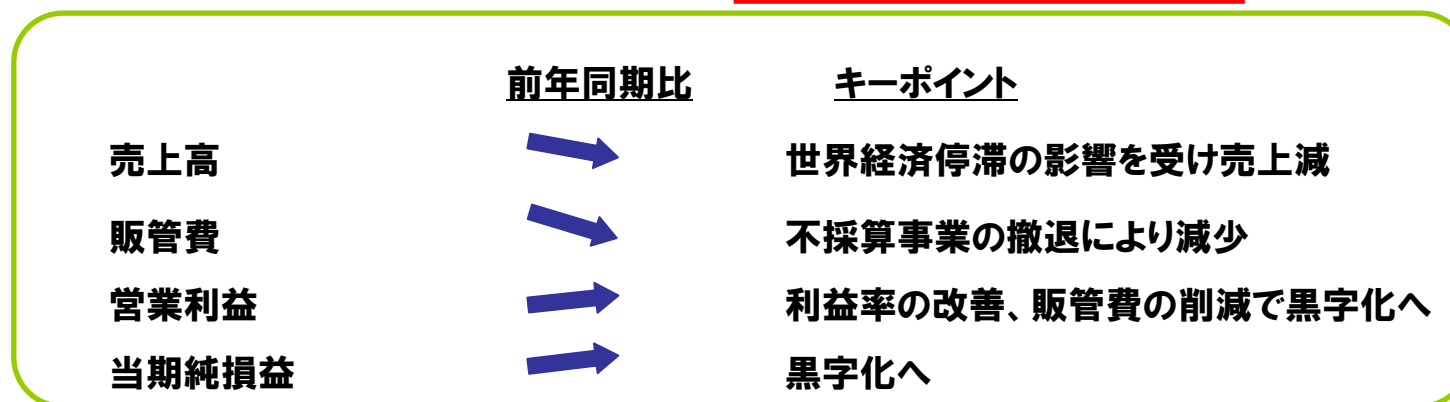 前年同期比 キーポイント
売上高 世界経済停滞の影響を受け売上減
販管費 不採算事業の撤退により減少
営業利益 利益率の改善、販管費の削減で黒字化へ
当期純損益 黒字化へ